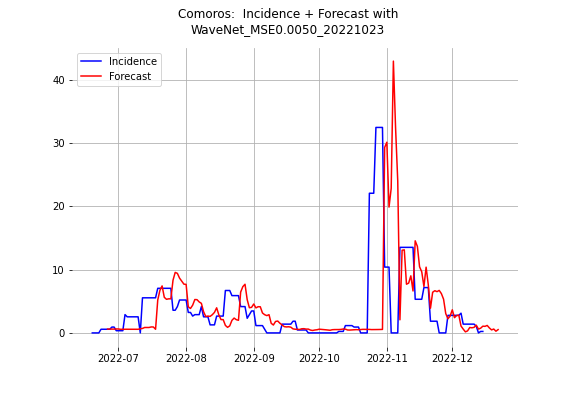 Comoros:  Incidence + Forecast with
WaveNet_MSE0.0050_20221023
Incidence
Forecast
40
30
20
10
0
2022-07 2022-08 2022-09 2022-10 2022-11 2022-12